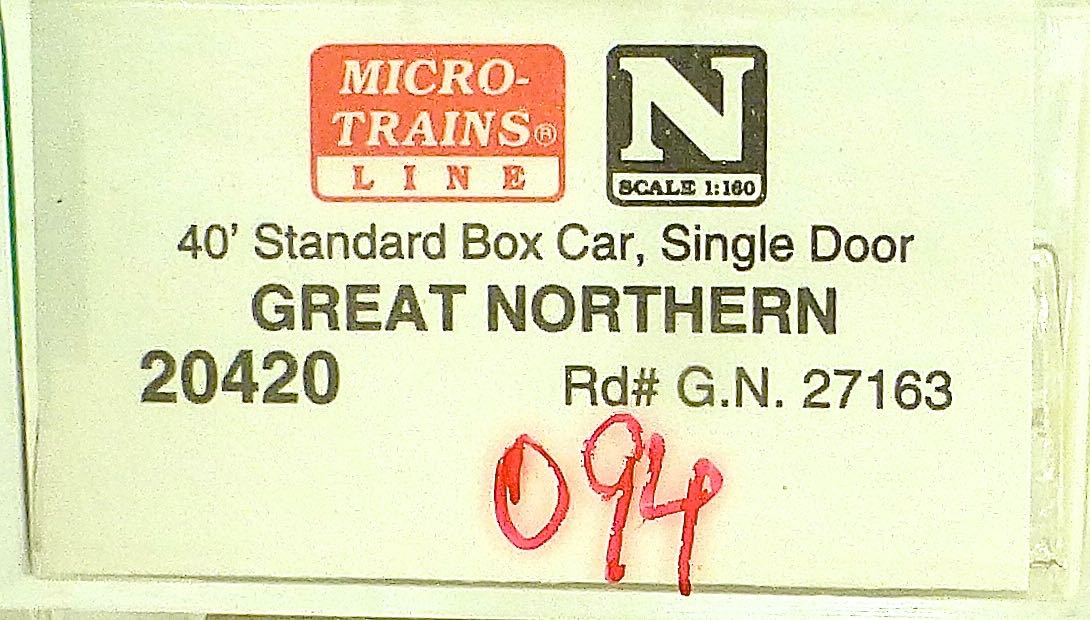 MICRO-
TRAINS®
LINE
N
SCALE 1:160
40' Standard Box Car, Single Door
GREAT NORTHERN
20420 Rd# G.N. 27163
094